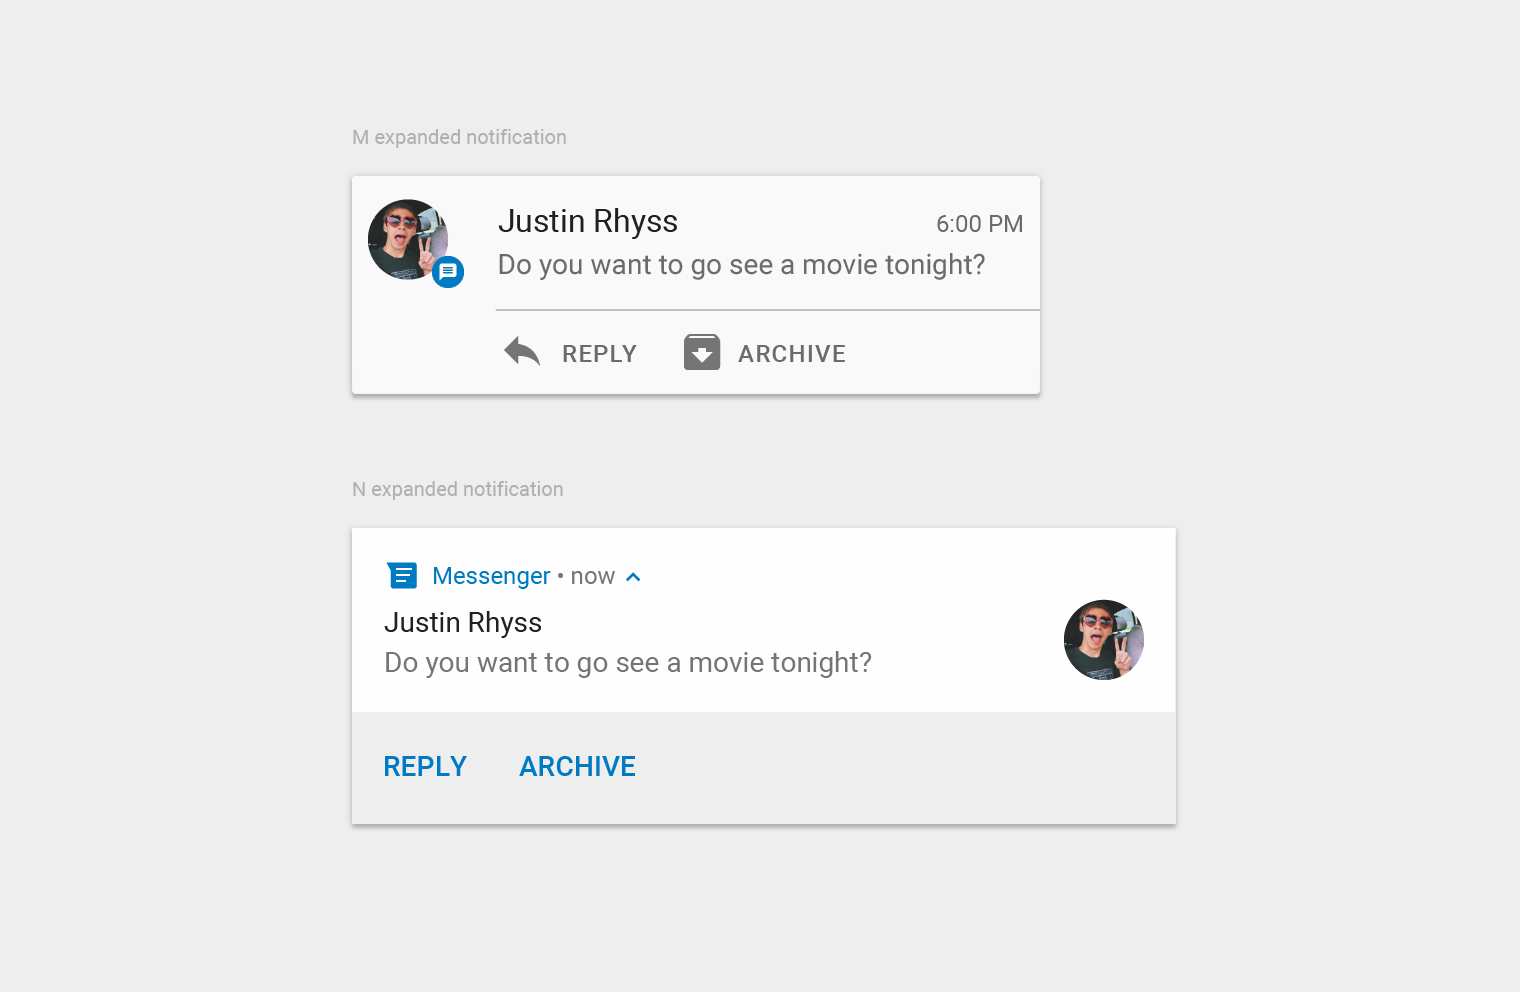 M expanded notification
Justin Rhyss
6:00 PM
Do you want to go see a movie tonight?
REPLY ARCHIVE
N expanded notification
Messenger • now
Justin Rhyss
Do you want to go see a movie tonight?
REPLY ARCHIVE